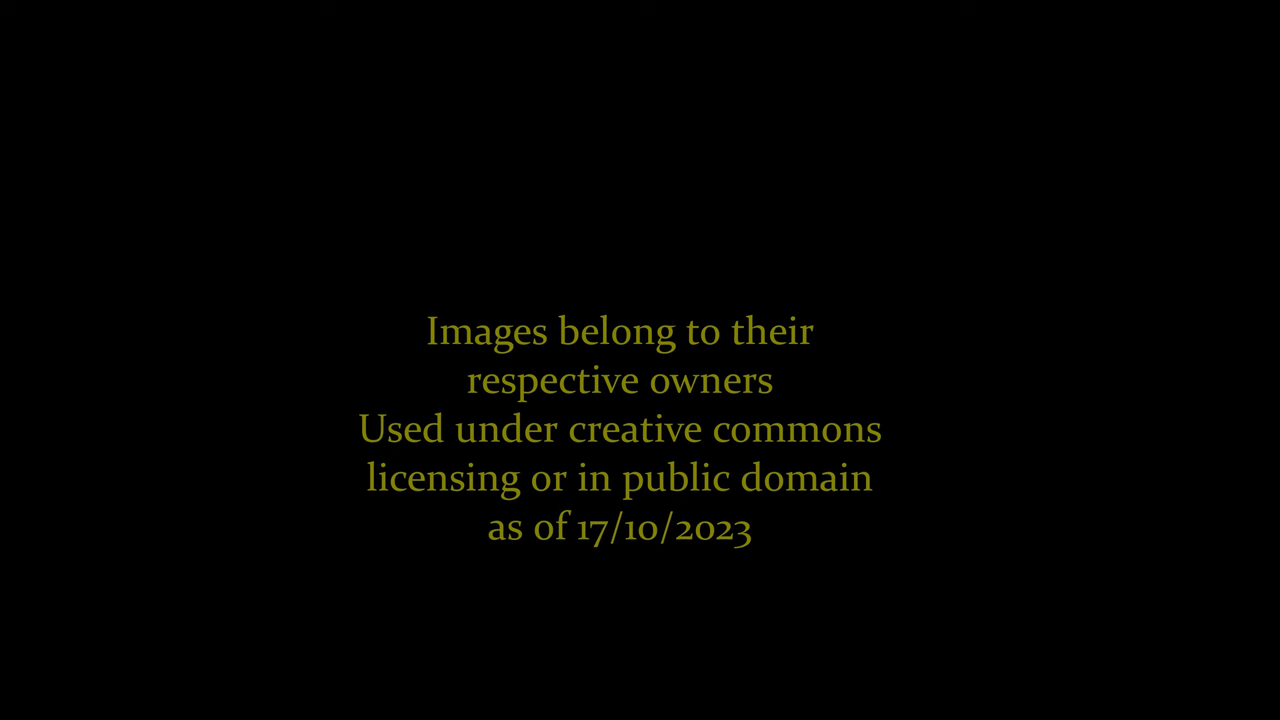 Images belong to their
respective owners
Used under creative commons
licensing or in public domain
as of 17/10/2023